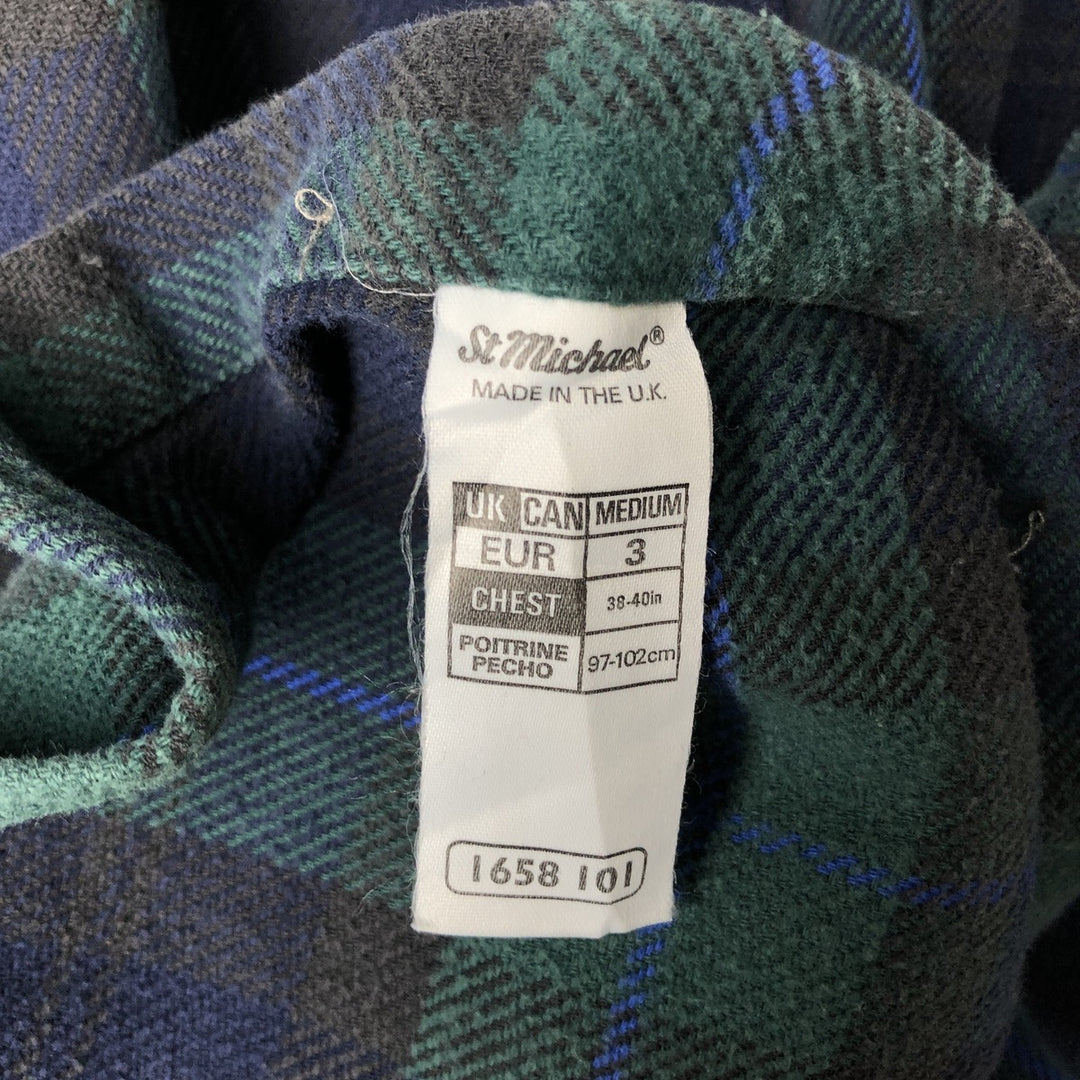 St Michael®
MADE IN THE U.K.
UK CAN MEDIUM
EUR 3
CHEST 38-40in
POITRINE
PECHO 97-102cm
1658 101